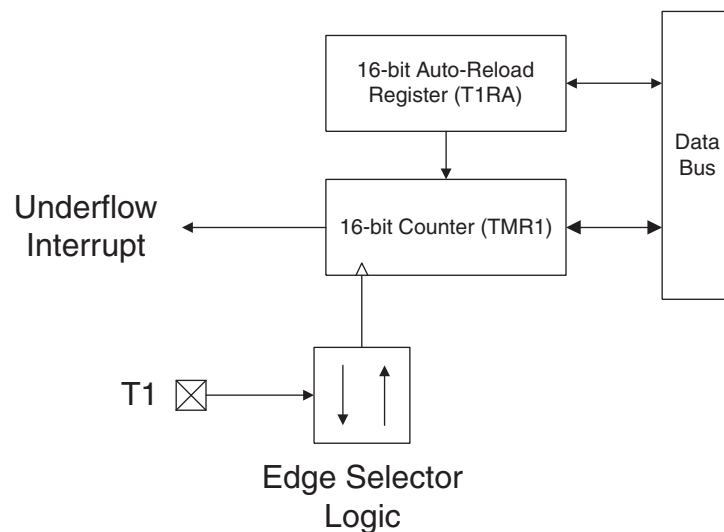 16-bit Auto-Reload
Register (T1RA)
Data
Bus
16-bit Counter (TMR1)
Underflow
Interrupt
T1
Edge Selector
Logic